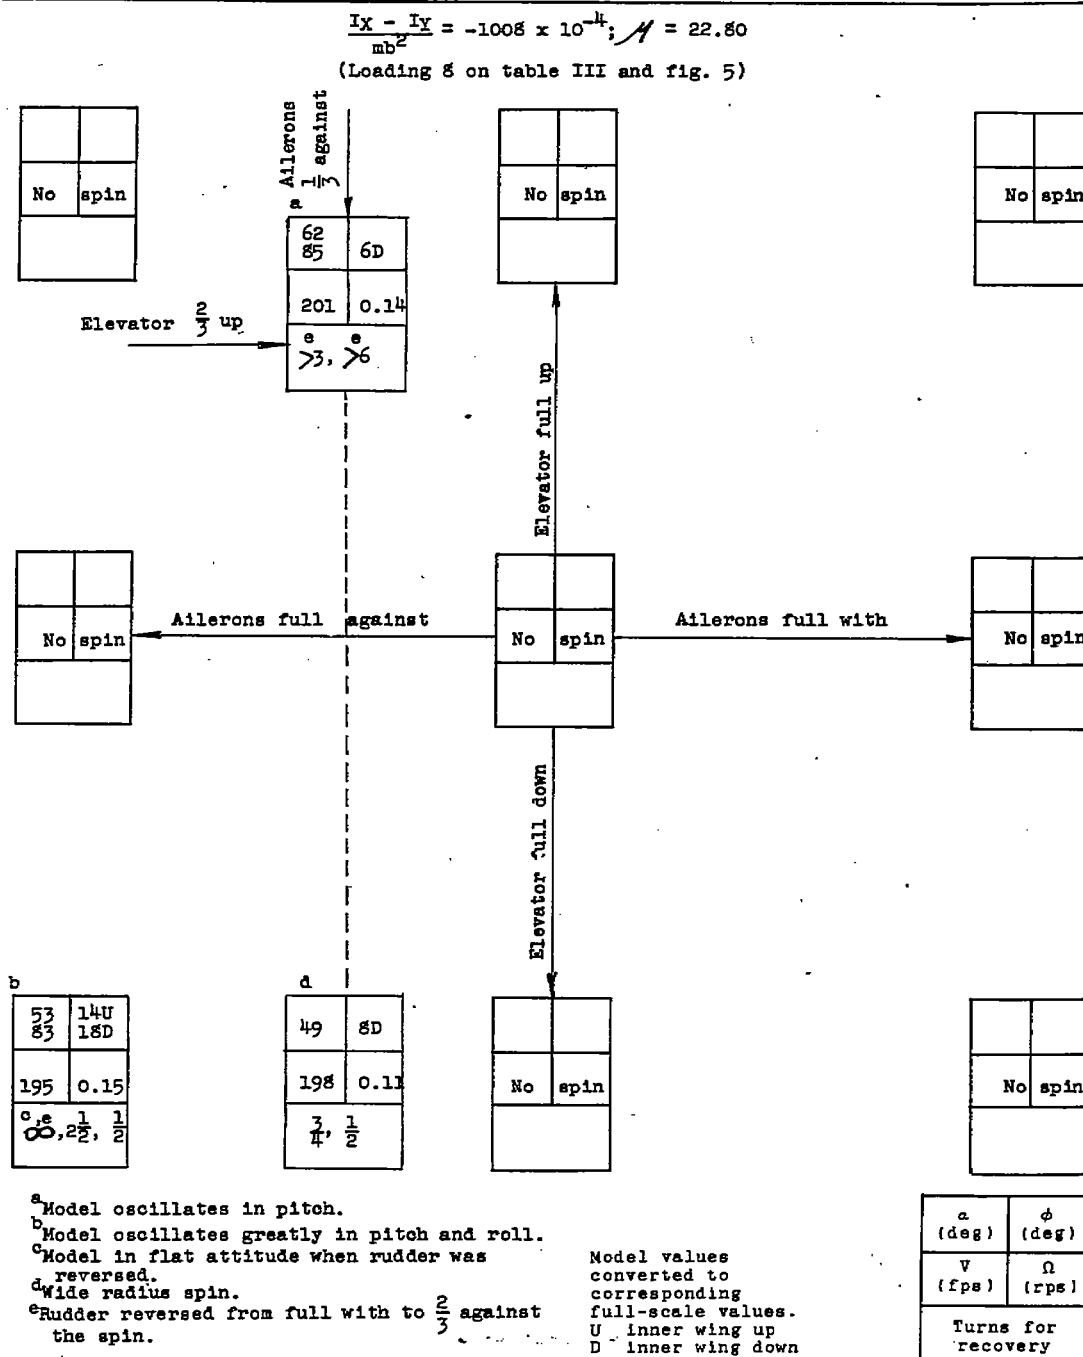 Ix - Iy
mb² = -1008 x 10⁻⁴; μ = 22.80
(Loading 8 on table III and fig. 5)
Ailerons
1/3 against
No spin
a
62
85 6D
201 0.14
e e
>3, >6
Elevator 2/3 up
No spin
No spin
Elevator full up
No spin
Ailerons full against
No spin
Ailerons full with
No spin
Elevator full down
b
53 14U
83 18D
195 0.15
c,e
∞, 2 1/2, 1/2
d
49 8D
198 0.11
3/4, 1/2
No spin
No spin
a Model oscillates in pitch.
b Model oscillates greatly in pitch and roll.
c Model in flat attitude when rudder was
reversed.
d Wide radius spin.
e Rudder reversed from full with to 2/3 against
the spin.
Model values
converted to
corresponding
full-scale values.
U inner wing up
D inner wing down
α ϕ
(deg) (deg)
V Ω
(fps) (rps)
Turns for
recovery